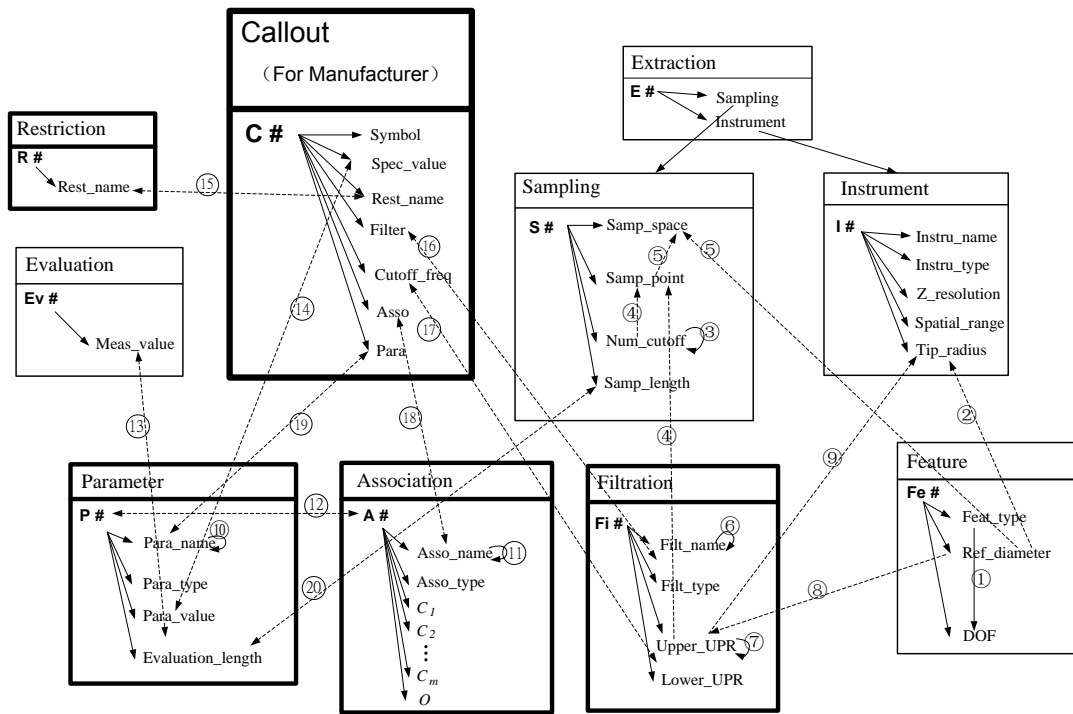 Callout
（For Manufacturer）
C #
Symbol
Spec_value
Rest_name
Filter
Cutoff_freq
Asso
Para
Extraction
E #
Sampling
Instrument
Restriction
R #
Rest_name
⑮
Sampling
S #
Samp_space
Samp_point
Num_cutoff
Samp_length
⑤
④
③
Instrument
I #
Instru_name
Instru_type
Z_resolution
Spatial_range
Tip_radius
⑤
Evaluation
Ev #
Meas_value
⑯
⑭
⑰
⑬
⑲
⑱
④
⑨
②
Parameter
P #
Para_name
⑩
Para_type
Para_value
Evaluation_length
⑫
⑳
Association
A #
Asso_name
⑪
Asso_type
C1
C2
⋮
Cm
O
Filtration
Fi #
Filt_name
⑥
Filt_type
Upper_UPR
⑦
Lower_UPR
⑧
Feature
Fe #
Feat_type
Ref_diameter
①
DOF